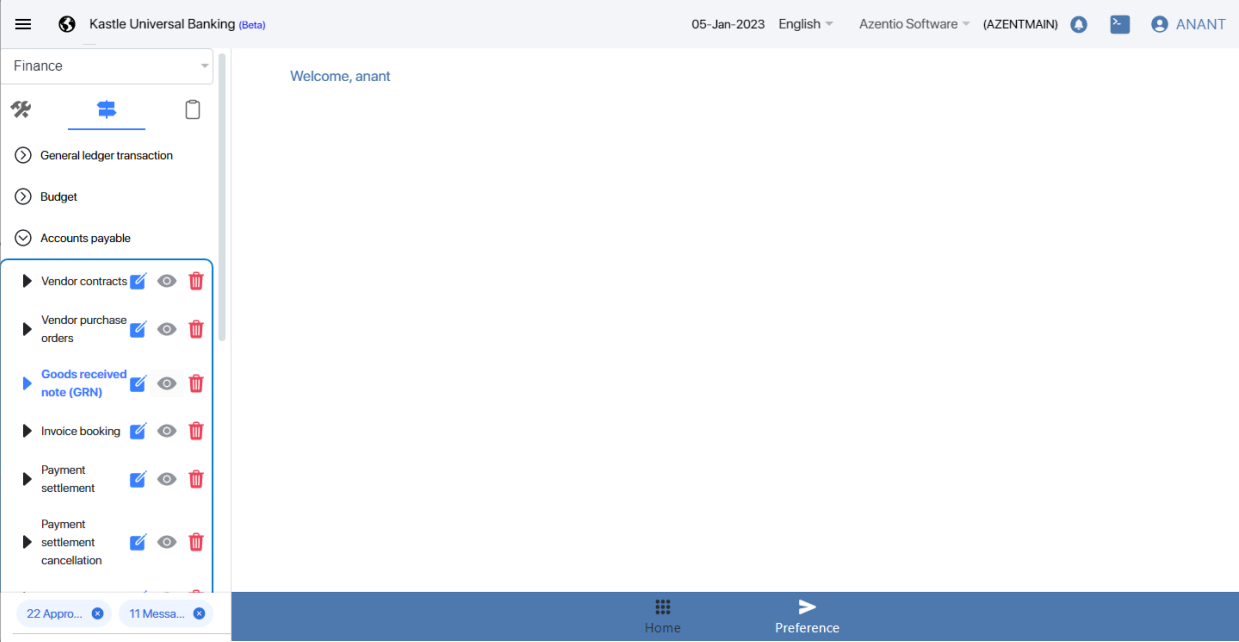 Kastle Universal Banking (Beta)
05-Jan-2023 English Azentio Software (AZENTMAIN) ANANT
Finance
Welcome, anant
General ledger transaction
Budget
Accounts payable
Vendor contracts
Vendor purchase
orders
Goods received
note (GRN)
Invoice booking
Payment
settlement
Payment
settlement
cancellation
22 Appro...
11 Messa...
Home
Preference